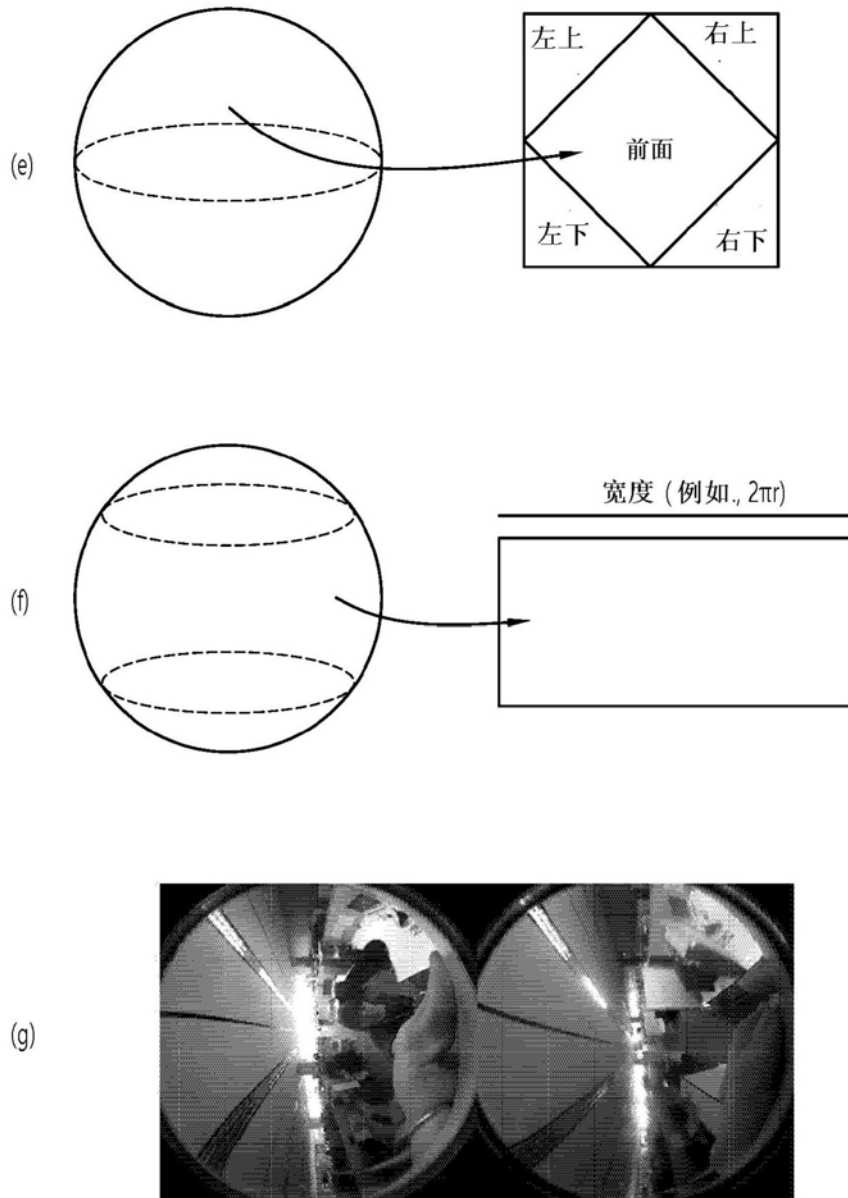 左上 右上
(e)
前面
左下 右下
宽度 ( 例如., 2πr)
(f)
(g)